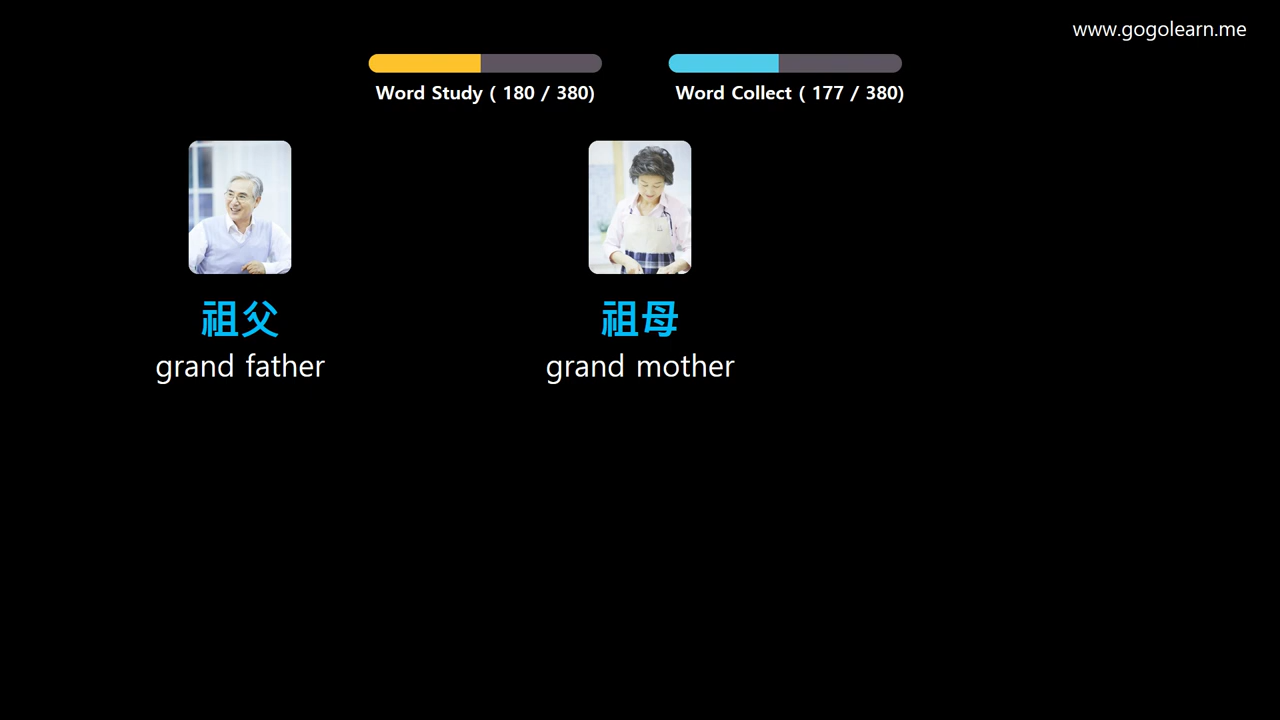 www.gogolearn.me
Word Study ( 180 / 380)
Word Collect ( 177 / 380)
祖父
grand father
祖母
grand mother